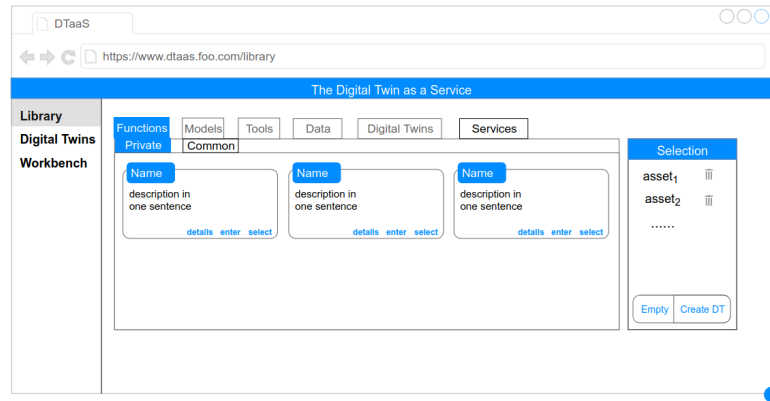 DTaaS
https://www.dtaas.foo.com/library
The Digital Twin as a Service
Library
Digital Twins
Workbench
Functions Models Tools Data Digital Twins Services
Private Common
Name
description in
one sentence
details enter select
Name
description in
one sentence
details enter select
Name
description in
one sentence
details enter select
Selection
asset₁
asset₂
......
Empty Create DT